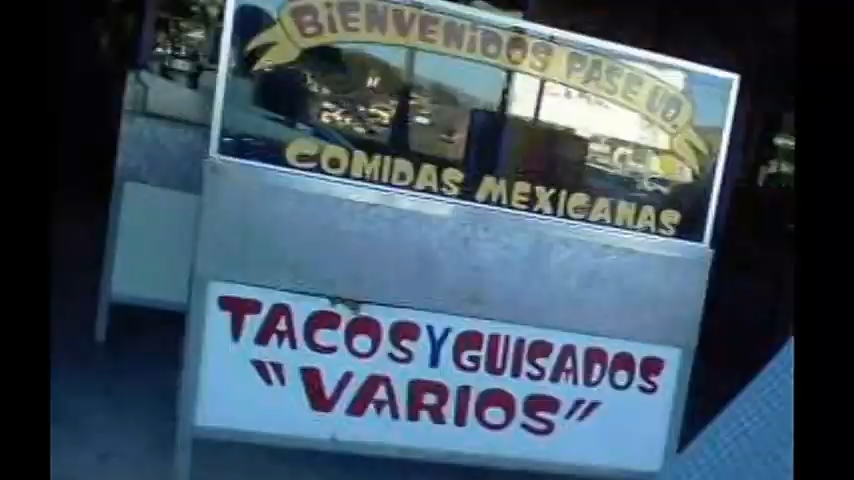 BiENVENiDOS PASE UD.
COMIDAS MEXICANAS
TACOS Y GUISADOS
"VARIOS"